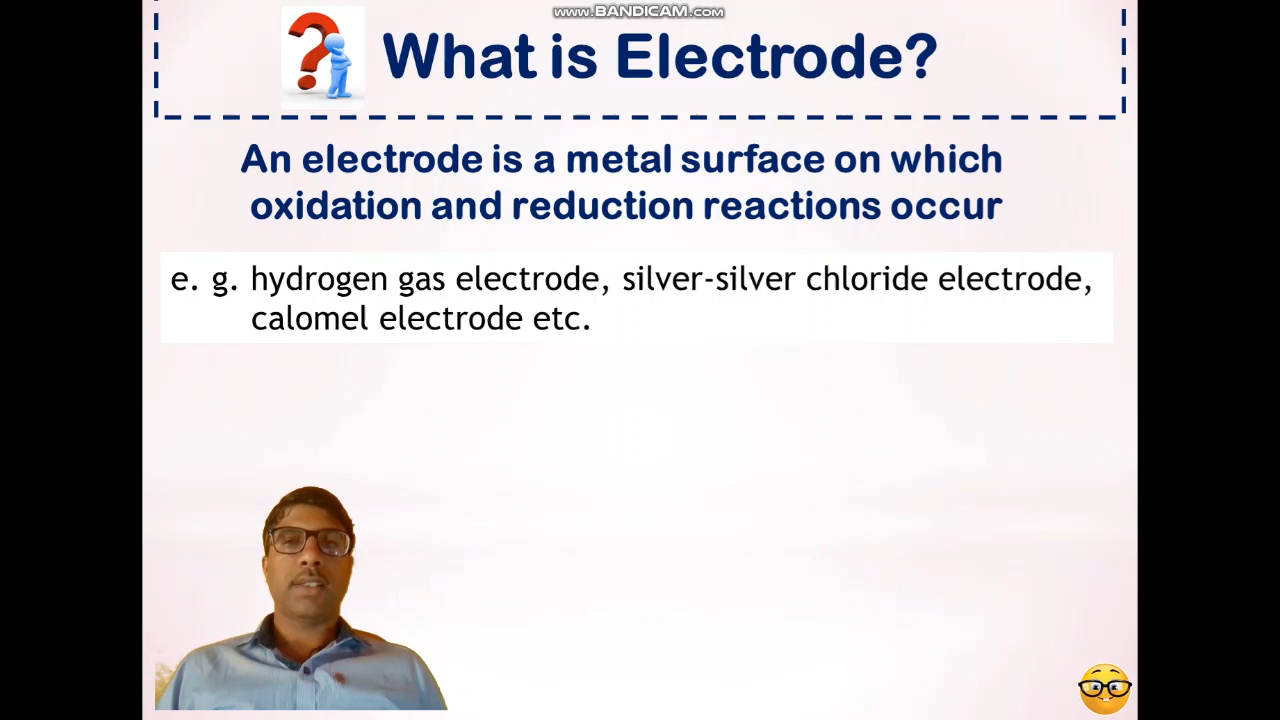 www.BANDICAM.com
What is Electrode?
An electrode is a metal surface on which
oxidation and reduction reactions occur
e. g. hydrogen gas electrode, silver-silver chloride electrode,
calomel electrode etc.